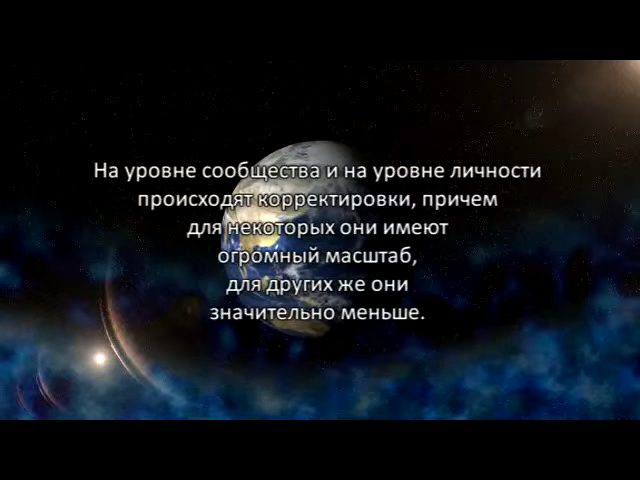 На уровне сообщества и на уровне личности
происходят корректировки, причем
для некоторых они имеют
огромный масштаб,
для других же они
значительно меньше.